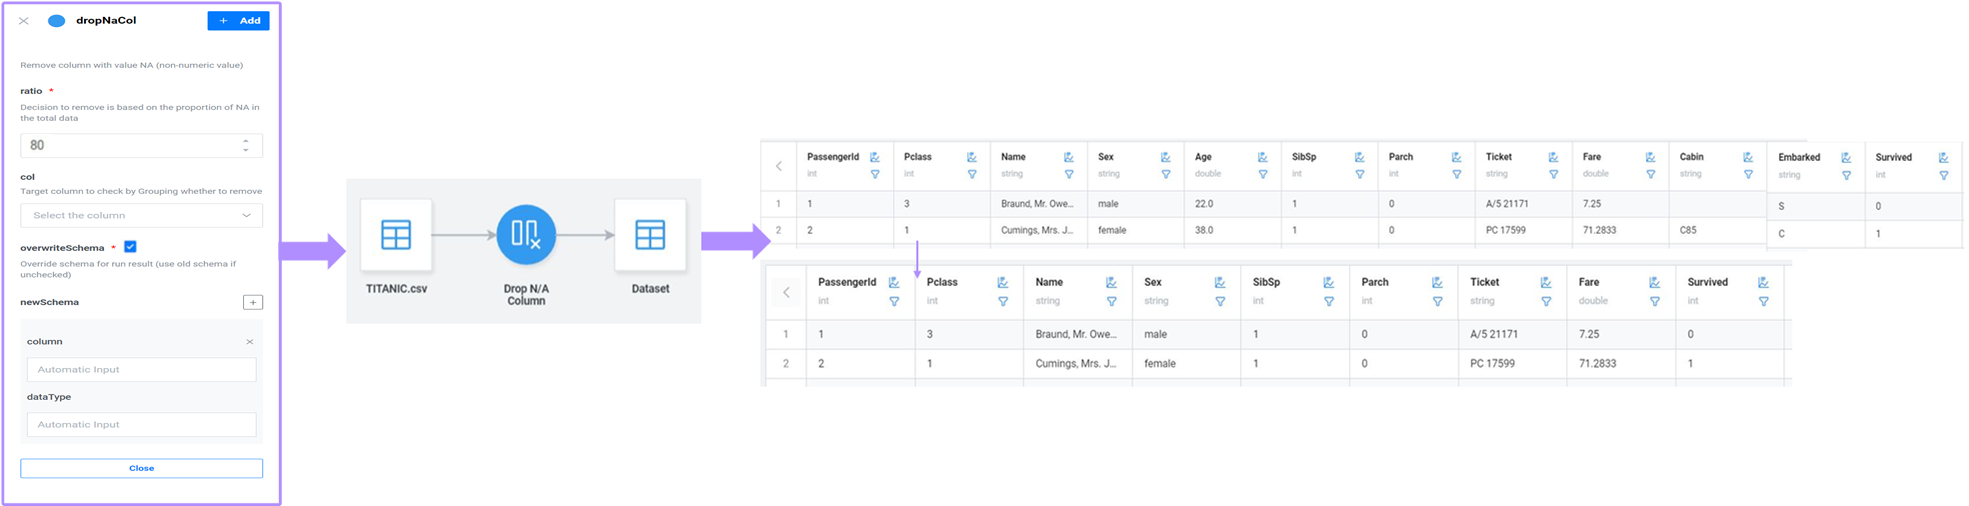 dropNaCol
+ Add
Remove column with value NA (non-numeric value)
ratio *
Decision to remove is based on the proportion of NA in
the total data
80
col
Target column to check by Grouping whether to remove
Select the column
overwriteSchema *
Override schema for run result (use old schema if
unchecked)
newSchema
+
column
Automatic Input
dataType
Automatic Input
Close
TITANIC.csv
Drop N/A
Column
Dataset
PassengerId Pclass Name Sex Age SibSp Parch Ticket Fare Cabin Embarked Survived
int int string string double int int string double string string int
1 1 3 Braund, Mr. Owe... male 22.0 1 0 A/5 21171 7.25 S 0
2 2 1 Cumings, Mrs. J... female 38.0 1 0 PC 17599 71.2833 C85 C 1
PassengerId Pclass Name Sex SibSp Parch Ticket Fare Survived
int int string string int int string double int
1 1 3 Braund, Mr. Owe... male 1 0 A/5 21171 7.25 0
2 2 1 Cumings, Mrs. J... female 1 0 PC 17599 71.2833 1